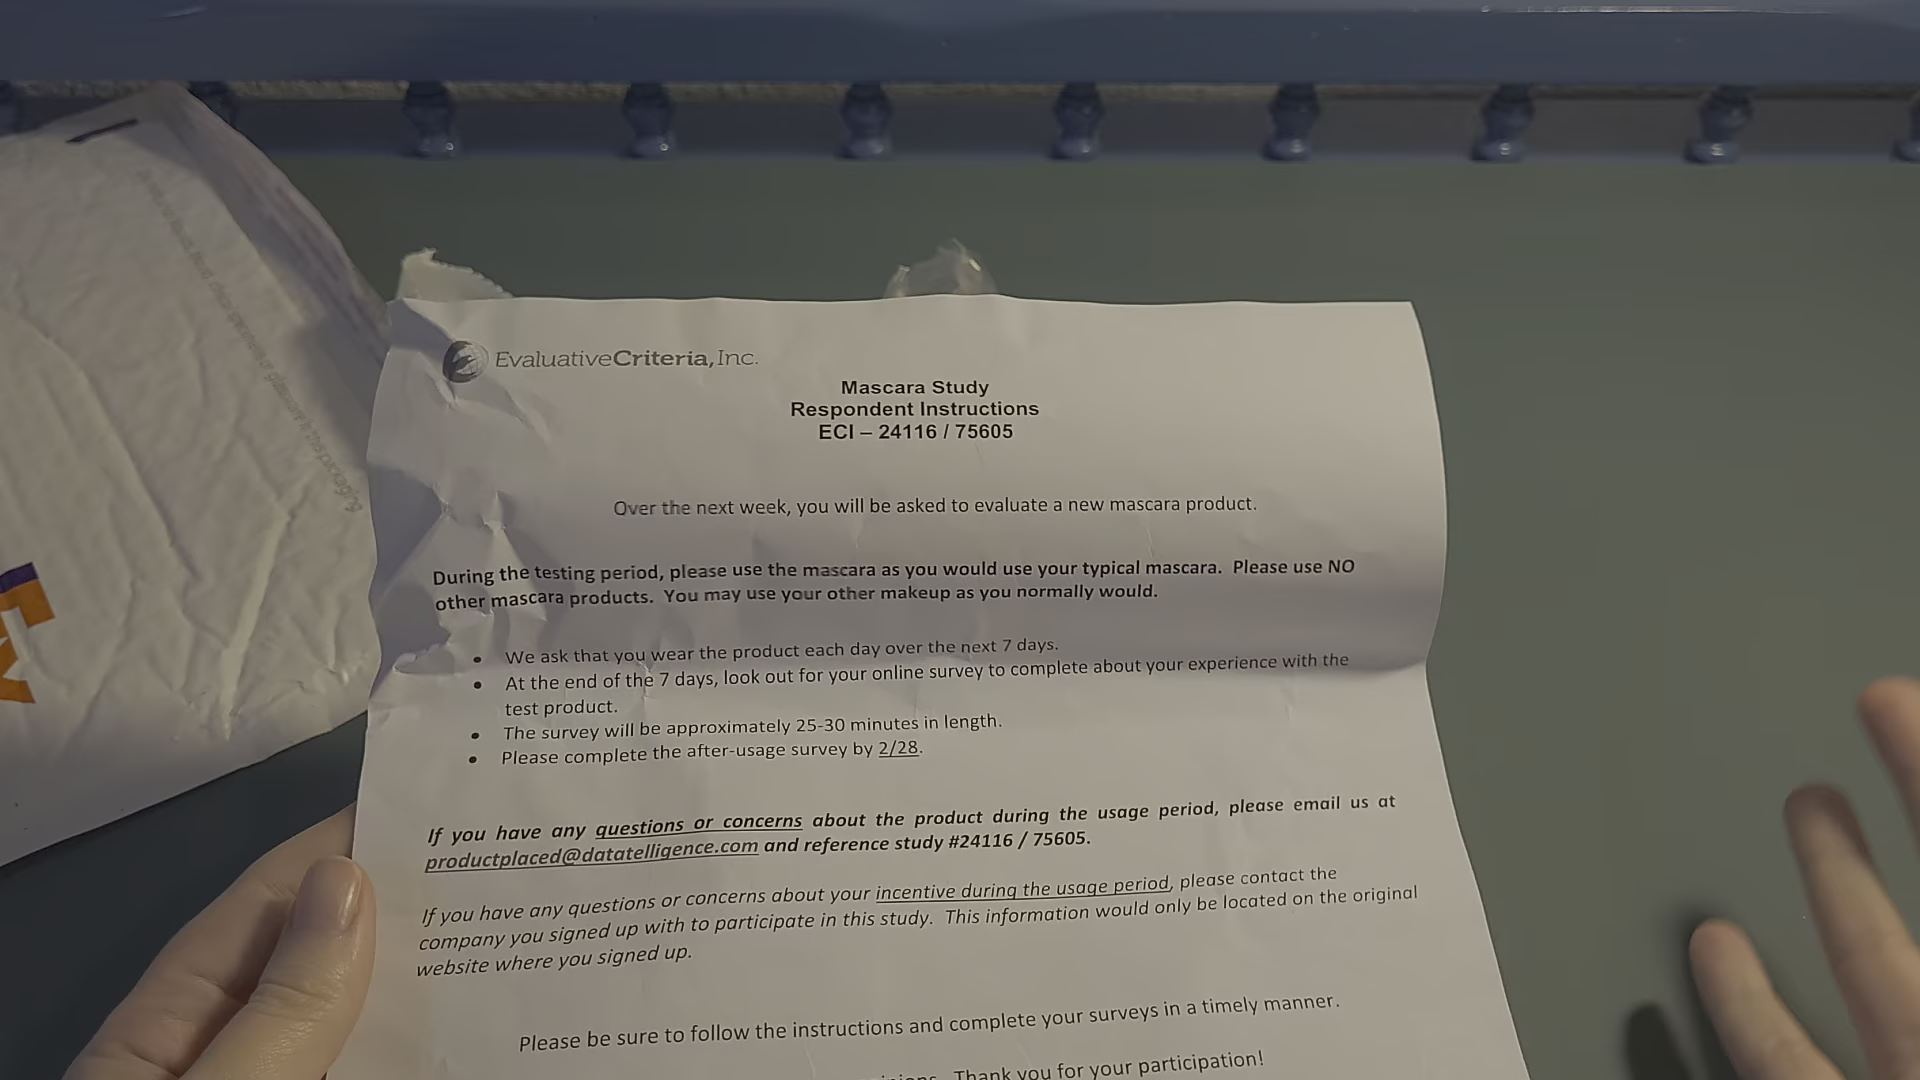 EvaluativeCriteria, Inc.
Mascara Study
Respondent Instructions
ECI – 24116 / 75605
Over the next week, you will be asked to evaluate a new mascara product.
During the testing period, please use the mascara as you would use your typical mascara. Please use NO
other mascara products. You may use your other makeup as you normally would.
• We ask that you wear the product each day over the next 7 days.
• At the end of the 7 days, look out for your online survey to complete about your experience with the
test product.
• The survey will be approximately 25-30 minutes in length.
• Please complete the after-usage survey by 2/28.
If you have any questions or concerns about the product during the usage period, please email us at
productplaced@datatelligence.com and reference study #24116 / 75605.
If you have any questions or concerns about your incentive during the usage period, please contact the
company you signed up with to participate in this study. This information would only be located on the original
website where you signed up.
Please be sure to follow the instructions and complete your surveys in a timely manner.
Thank you for your participation!